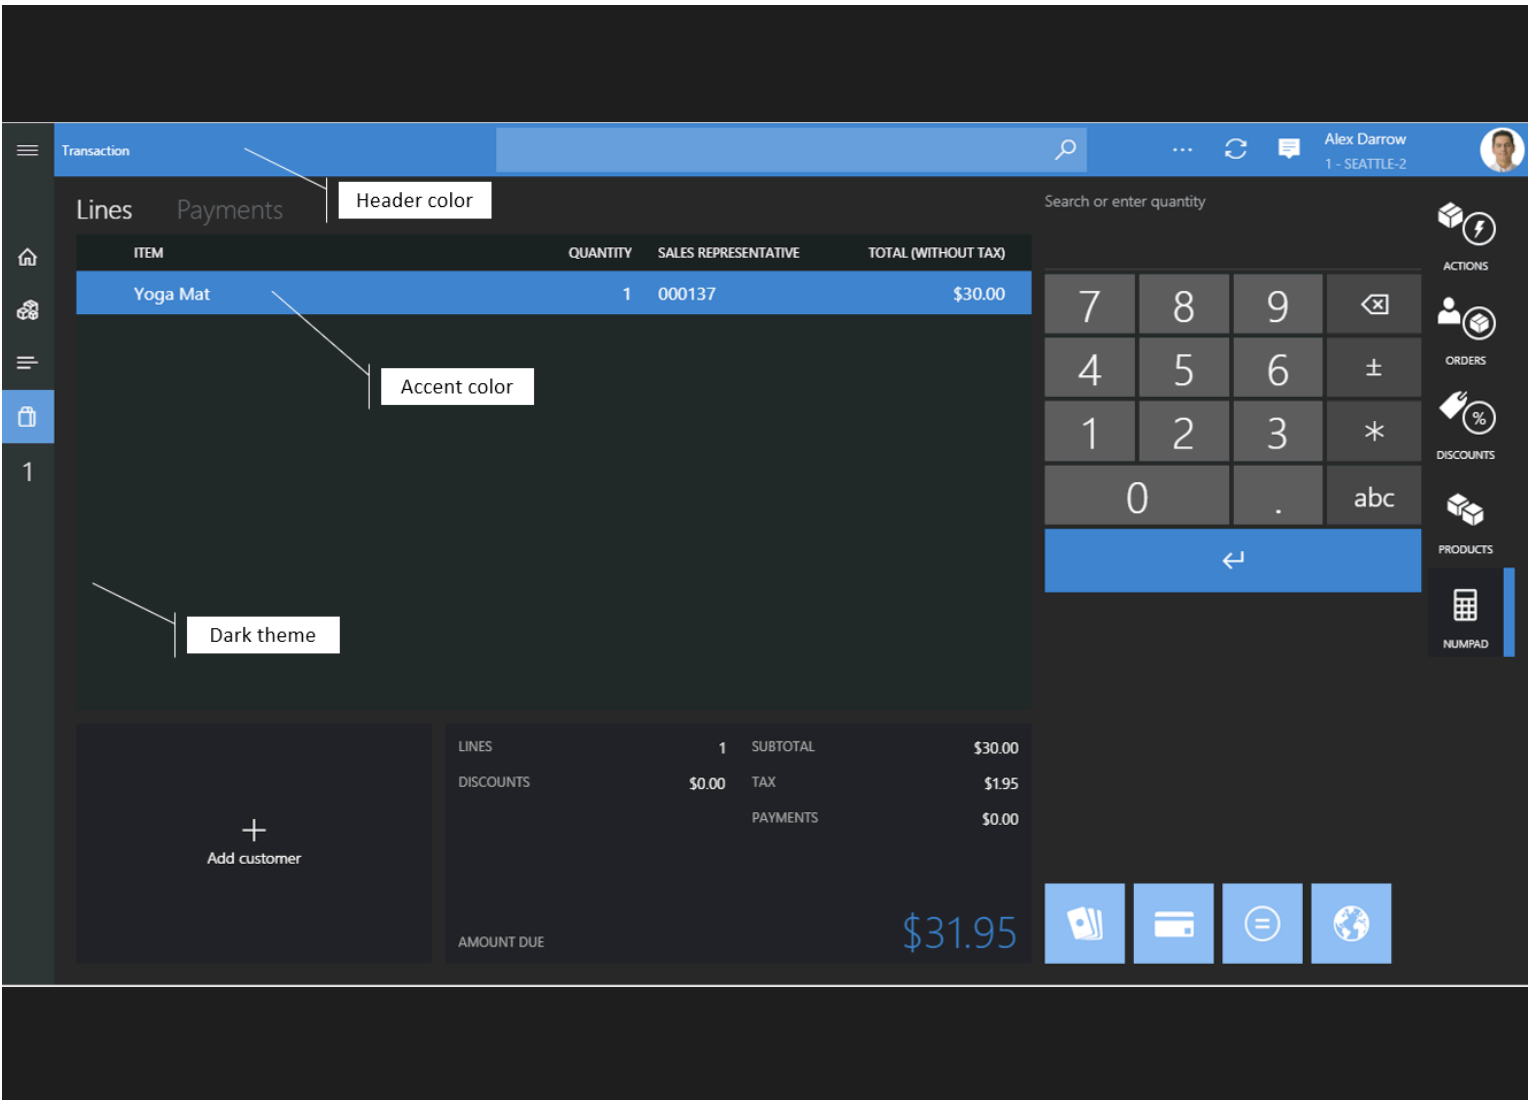 Transaction
Alex Darrow
1 - SEATTLE-2
Header color
Lines Payments
Search or enter quantity
ITEM QUANTITY SALES REPRESENTATIVE TOTAL (WITHOUT TAX)
Yoga Mat 1 000137 $30.00
Accent color
Dark theme
1
7 8 9
4 5 6 ±
1 2 3 *
0 . abc
ACTIONS
ORDERS
%
DISCOUNTS
PRODUCTS
NUMPAD
Add customer
LINES 1 SUBTOTAL $30.00
DISCOUNTS $0.00 TAX $1.95
PAYMENTS $0.00
AMOUNT DUE $31.95